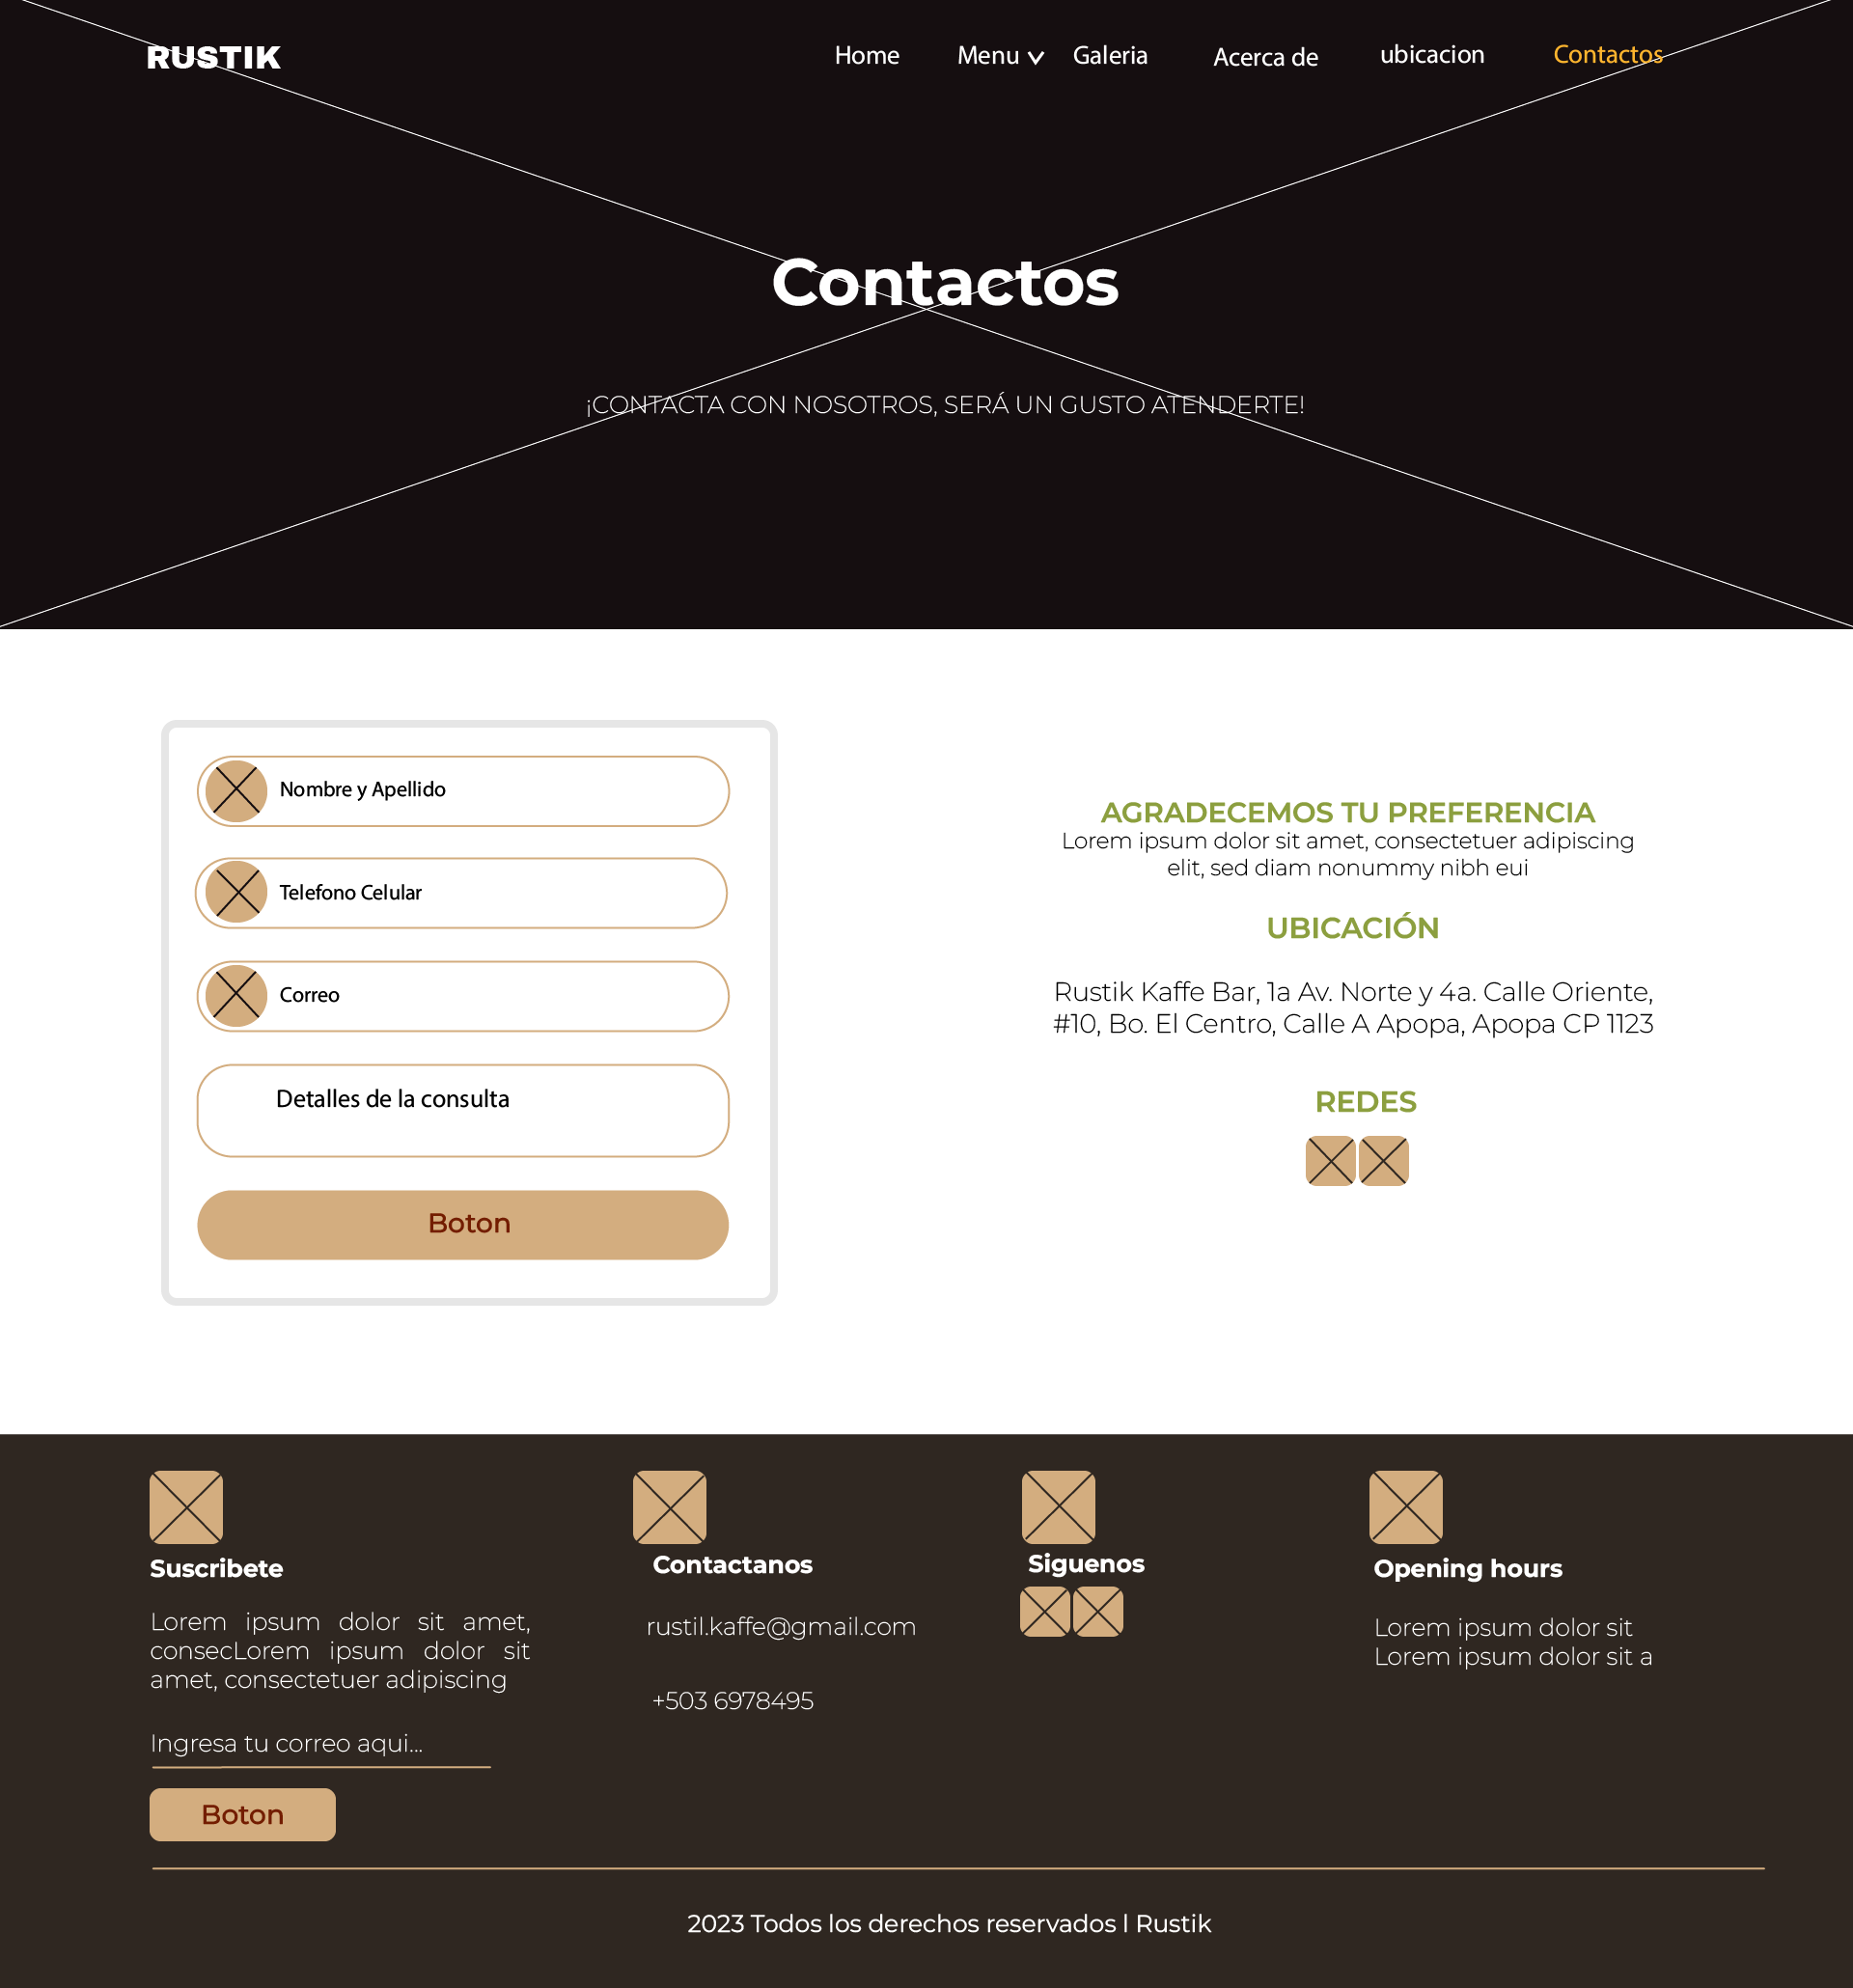 RUSTIK
Home Menu Galeria Acerca de ubicacion Contactos
Contactos
¡CONTACTA CON NOSOTROS, SERÁ UN GUSTO ATENDERTE!
Nombre y Apellido
Telefono Celular
Correo
Detalles de la consulta
Boton
AGRADECEMOS TU PREFERENCIA
Lorem ipsum dolor sit amet, consectetuer adipiscing
elit, sed diam nonummy nibh eui
UBICACIÓN
Rustik Kaffe Bar, 1a Av. Norte y 4a. Calle Oriente,
#10, Bo. El Centro, Calle A Apopa, Apopa CP 1123
REDES
Suscribete
Lorem ipsum dolor sit amet,
consecLorem ipsum dolor sit
amet, consectetuer adipiscing
Ingresa tu correo aqui...
Boton
Contactanos
rustil.kaffe@gmail.com
+503 6978495
Siguenos
Opening hours
Lorem ipsum dolor sit
Lorem ipsum dolor sit a
2023 Todos los derechos reservados l Rustik